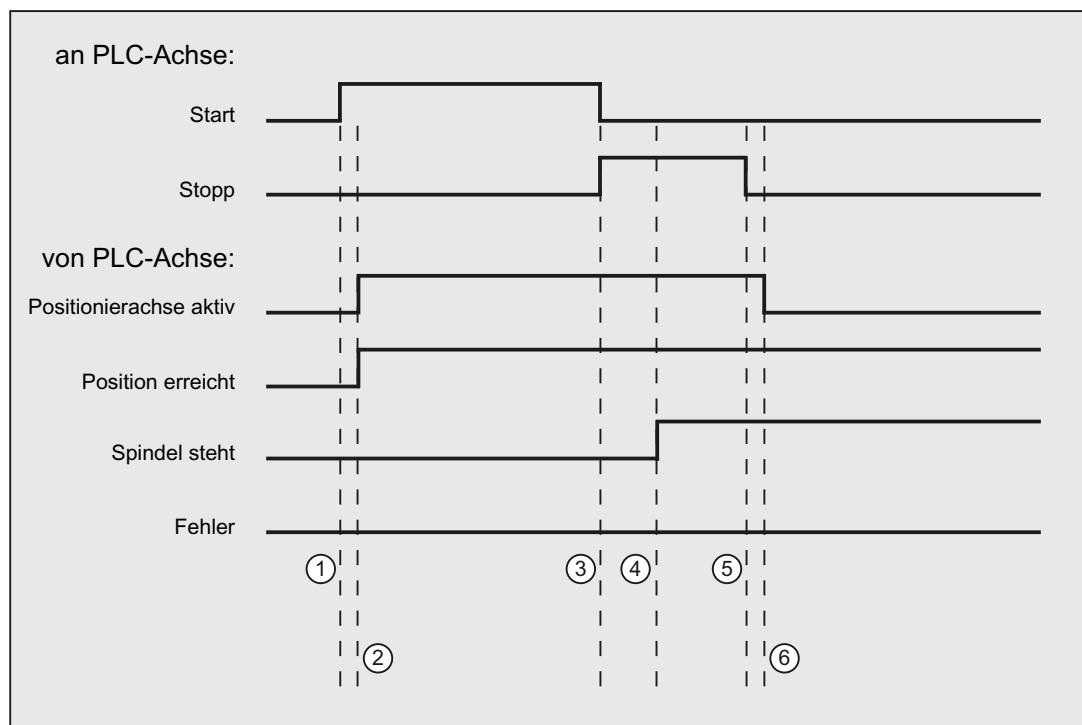 an PLC-Achse:
Start
Stopp
von PLC-Achse:
Positionierachse aktiv
Position erreicht
Spindel steht
Fehler
1 3 4 5
2 6